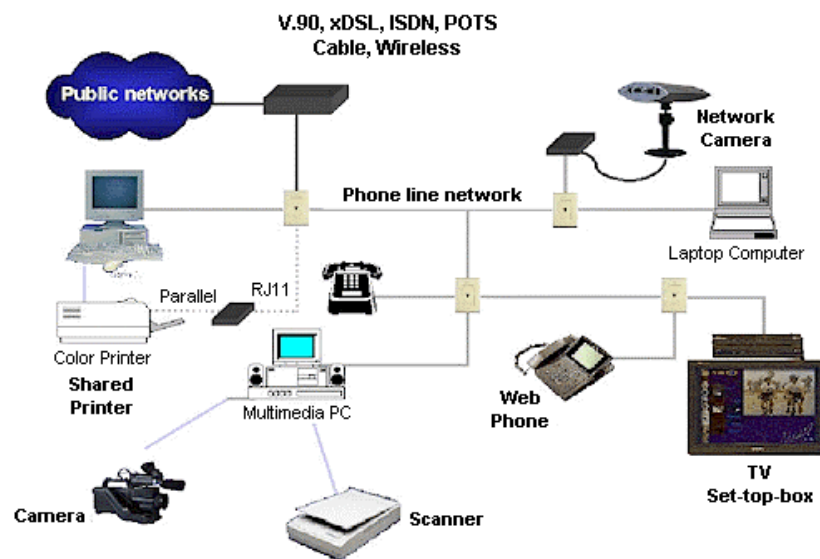 V.90, xDSL, ISDN, POTS
Cable, Wireless
Public networks
Network
Camera
Phone line network
Laptop Computer
Parallel
RJ11
Color Printer
Shared
Printer
Multimedia PC
Web
Phone
TV
Set-top-box
Camera
Scanner